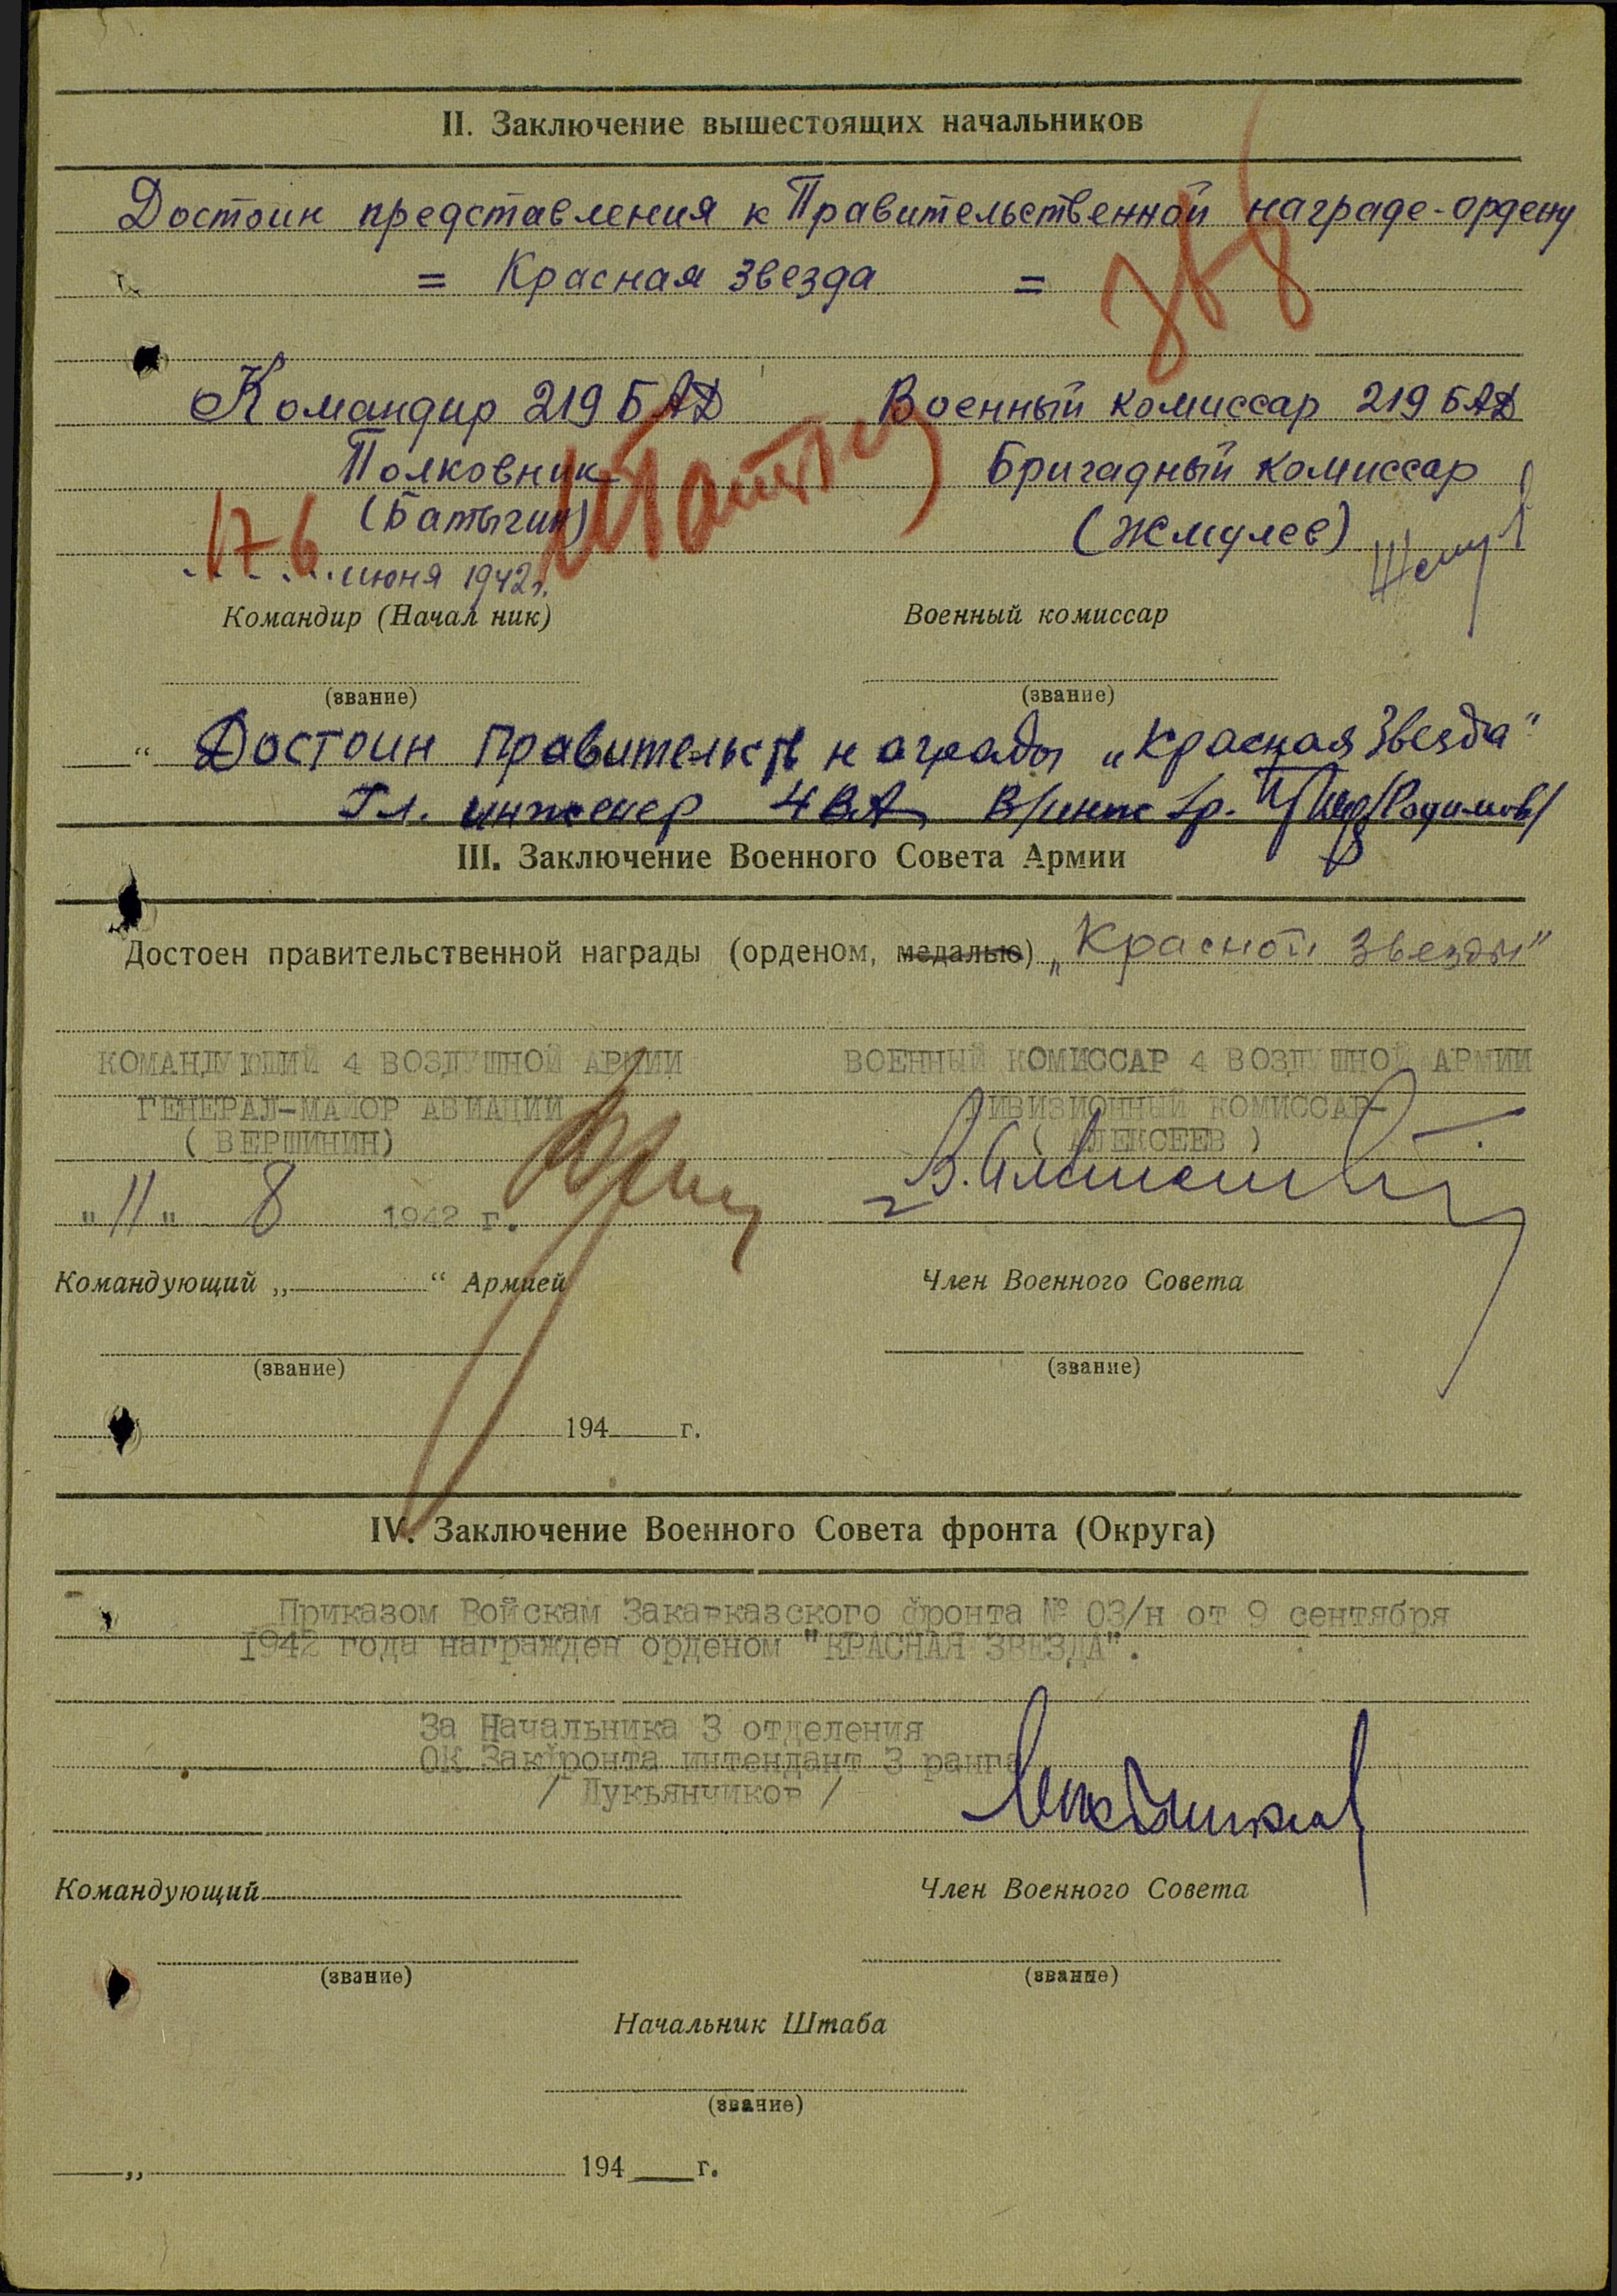 II. Заключение вышестоящих начальников
Достоин представления к Правительственной награде-ордену
= Красная Звезда =
Командир 219 БАД Военный комиссар 219 БАД
Полковник Бригадный комиссар
(Батыгин) (Жмулев)
17 6
июня 1942г.
Командир (Начальник) Военный комиссар
(звание) (звание)
“ Достоин Правительств награды „Красная Звезда“
Гл. инженер 4 ВА В/инж 1р. /Родимов/
III. Заключение Военного Совета Армии
Достоен правительственной награды (орденом, медалью) „Красной Звезды“
КОМАНДУЮЩИЙ 4 ВОЗДУШНОЙ АРМИИ ВОЕННЫЙ КОМИССАР 4 ВОЗДУШНОЙ АРМИИ
ГЕНЕРАЛ-МАЙОР АВИАЦИИ ДИВИЗИОННЫЙ КОМИССАР
( ВЕРШИНИН) ( АЛЕКСЕЕВ )
"11" 8 1942 г.
Командующий „ “ Армией Член Военного Совета
(звание) (звание)
194 г.
IV. Заключение Военного Совета фронта (Округа)
Приказом Войскам Закавказского фронта № 03/н от 9 сентября
1942 года награжден орденом "КРАСНАЯ ЗВЕЗДА".
За Начальника 3 отделения
ОК Закфронта интендант 3 ранга
/ Лукьянчиков /
Командующий Член Военного Совета
(звание) (звание)
Начальник Штаба
(звание)
„ 194 г.